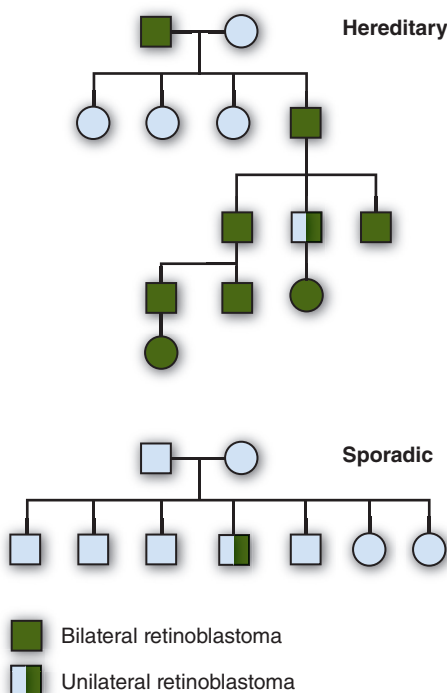 Hereditary
Sporadic
Bilateral retinoblastoma
Unilateral retinoblastoma